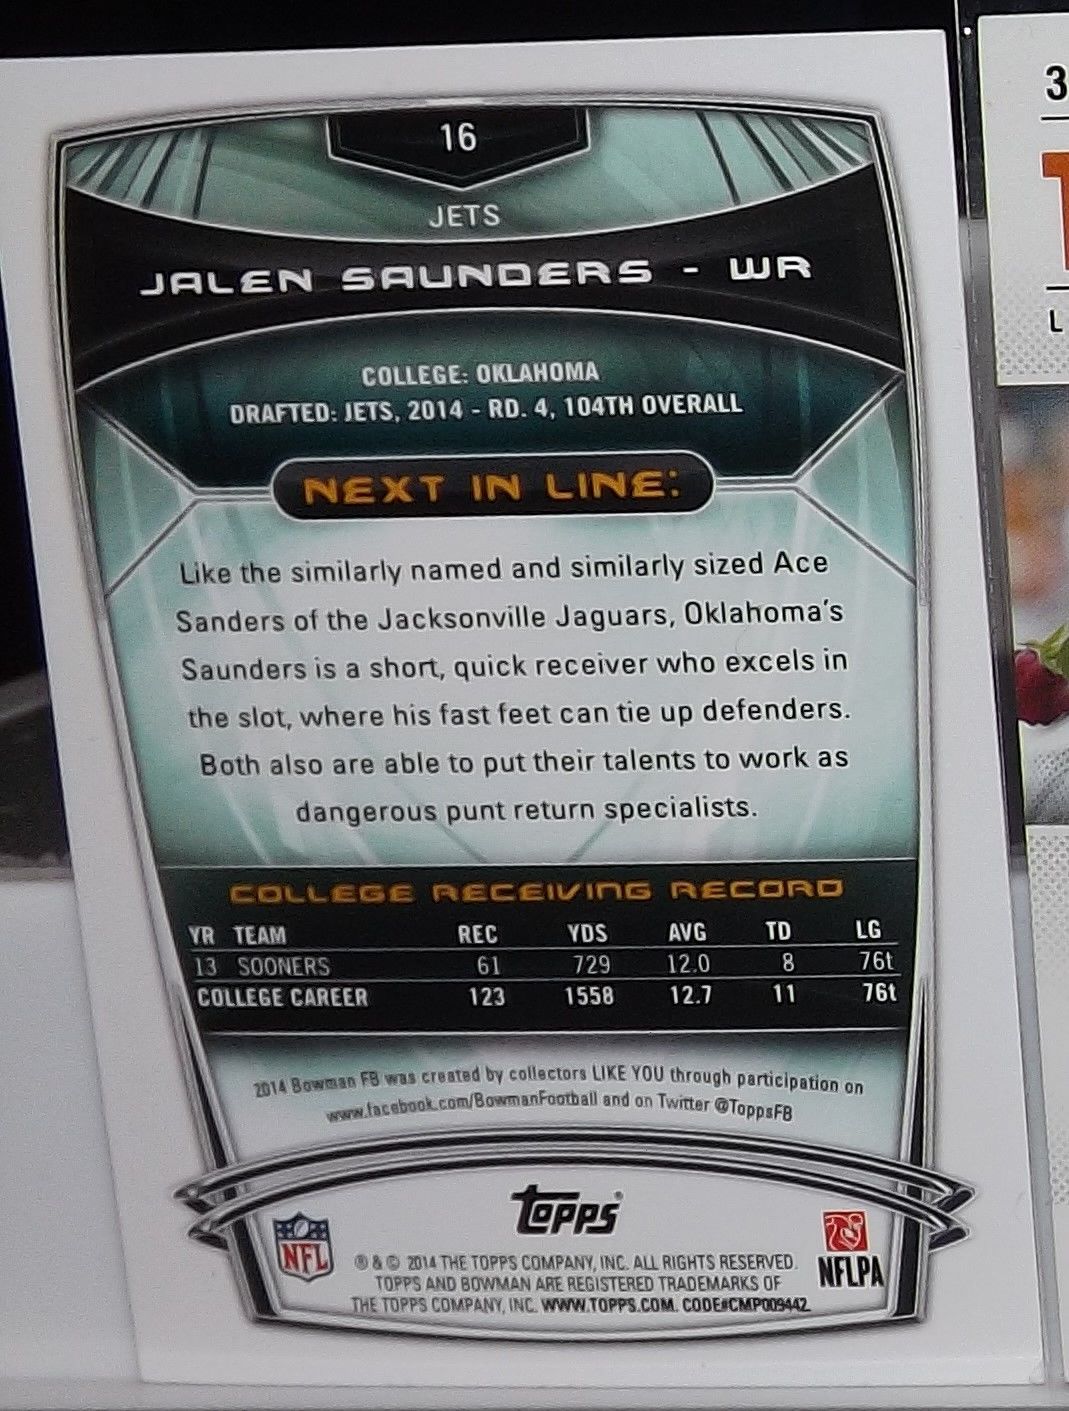 16
JETS
JALEN SAUNDERS - WR
COLLEGE: OKLAHOMA
DRAFTED: JETS, 2014 - RD. 4, 104TH OVERALL
NEXT IN LINE:
Like the similarly named and similarly sized Ace
Sanders of the Jacksonville Jaguars, Oklahoma's
Saunders is a short, quick receiver who excels in
the slot, where his fast feet can tie up defenders.
Both also are able to put their talents to work as
dangerous punt return specialists.
COLLEGE RECEIVING RECORD
YR TEAM REC YDS AVG TD LG
13 SOONERS 61 729 12.0 8 76t
COLLEGE CAREER 123 1558 12.7 11 76t
2014 Bowman FB was created by collectors LIKE YOU through participation on
www.facebook.com/BowmanFootball and on Twitter @ToppsFB
Topps
NFL
® & © 2014 THE TOPPS COMPANY, INC. ALL RIGHTS RESERVED.
TOPPS AND BOWMAN ARE REGISTERED TRADEMARKS OF
THE TOPPS COMPANY, INC. WWW.TOPPS.COM. CODE#CMP009442
NFLPA
3
L